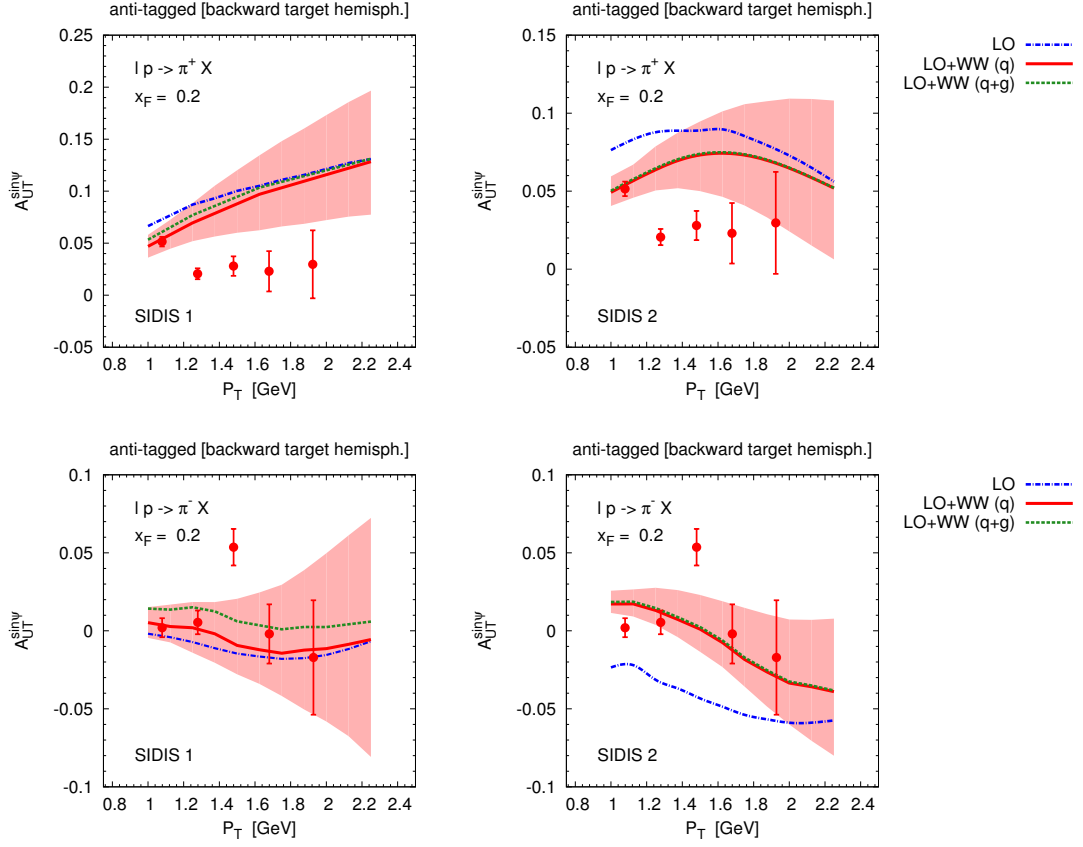 anti-tagged [backward target hemisph.]
A_UT^sinψ
0.25
0.2
0.15
0.1
0.05
0
-0.05
l p -> π⁺ X
x_F = 0.2
SIDIS 1
0.8 1 1.2 1.4 1.6 1.8 2 2.2 2.4
P_T [GeV]
anti-tagged [backward target hemisph.]
A_UT^sinψ
0.15
0.1
0.05
0
-0.05
l p -> π⁺ X
x_F = 0.2
SIDIS 2
0.8 1 1.2 1.4 1.6 1.8 2 2.2 2.4
P_T [GeV]
LO
LO+WW (q)
LO+WW (q+g)
anti-tagged [backward target hemisph.]
A_UT^sinψ
0.1
0.05
0
-0.05
-0.1
l p -> π⁻ X
x_F = 0.2
SIDIS 1
0.8 1 1.2 1.4 1.6 1.8 2 2.2 2.4
P_T [GeV]
anti-tagged [backward target hemisph.]
A_UT^sinψ
0.1
0.05
0
-0.05
-0.1
l p -> π⁻ X
x_F = 0.2
SIDIS 2
0.8 1 1.2 1.4 1.6 1.8 2 2.2 2.4
P_T [GeV]
LO
LO+WW (q)
LO+WW (q+g)